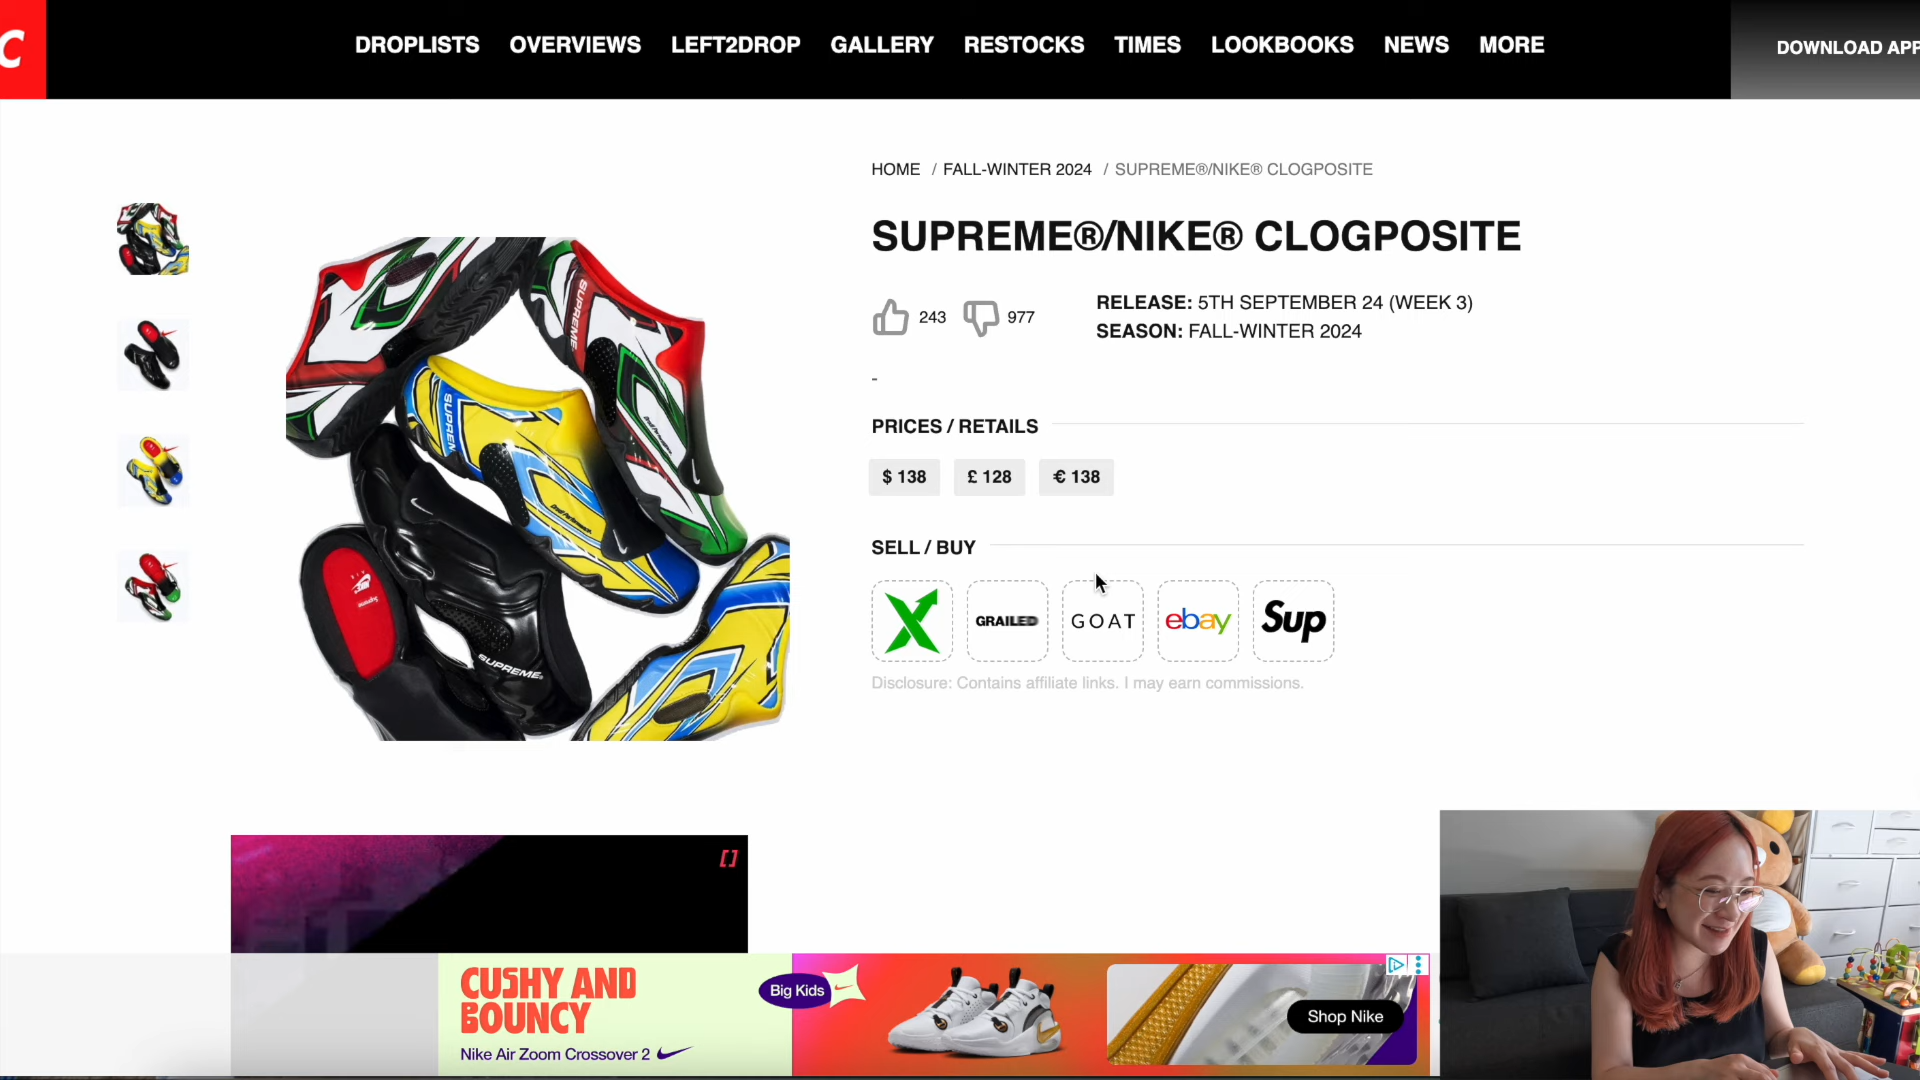 C
DROPLISTS OVERVIEWS LEFT2DROP GALLERY RESTOCKS TIMES LOOKBOOKS NEWS MORE
DOWNLOAD APP
HOME / FALL-WINTER 2024 / SUPREME®/NIKE® CLOGPOSITE
SUPREME®/NIKE® CLOGPOSITE
243 977
RELEASE: 5TH SEPTEMBER 24 (WEEK 3)
SEASON: FALL-WINTER 2024
-
PRICES / RETAILS
$ 138 £ 128 € 138
SELL / BUY
X GRAILED GOAT ebay Sup
Disclosure: Contains affiliate links. I may earn commissions.
SUPREME
SUPREM
SUPREME
CUSHY AND
BOUNCY
Nike Air Zoom Crossover 2
Big Kids
Shop Nike